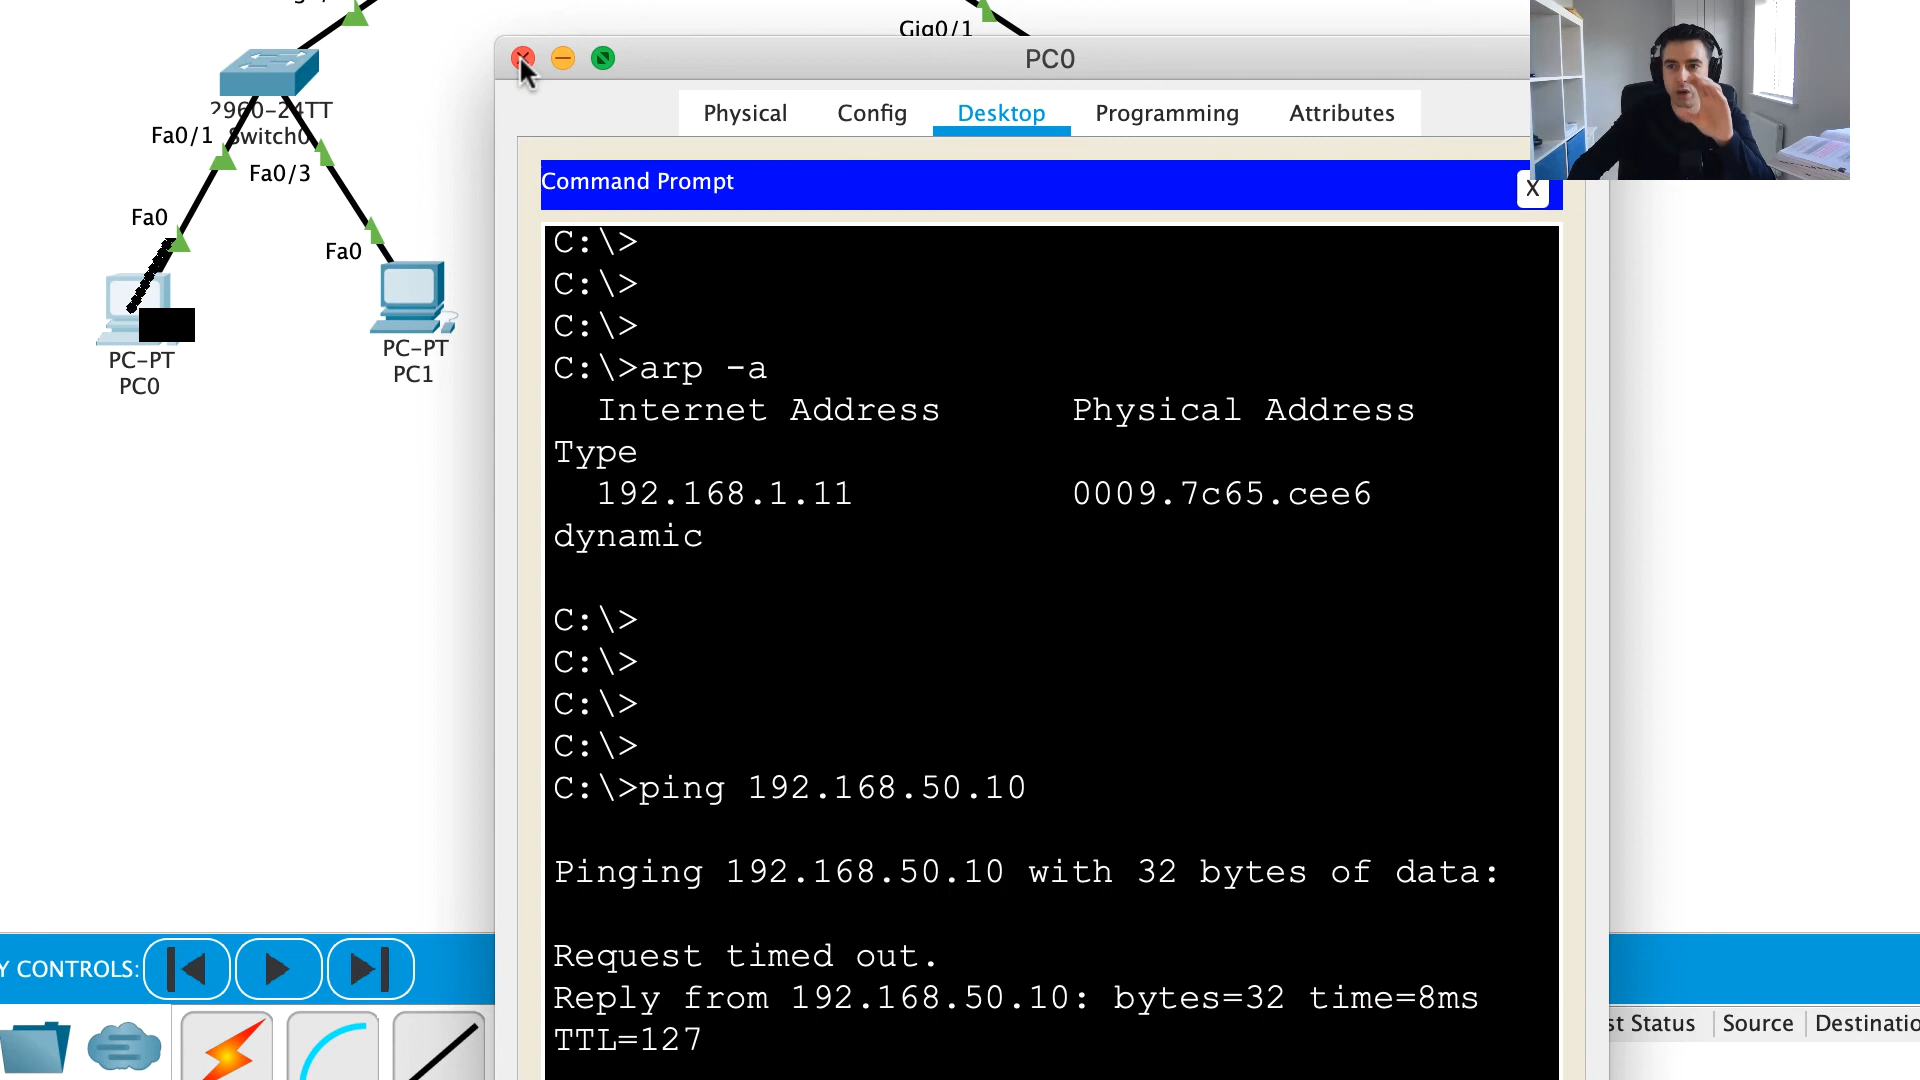 Gig0/1
2960-24TT
Switch0
Fa0/1
Fa0/3
Fa0
Fa0
PC-PT
PC0
PC-PT
PC1
PC0
Physical
Config
Desktop
Programming
Attributes
Command Prompt
X
C:\>
C:\>
C:\>
C:\>arp -a
Internet Address Physical Address
Type
192.168.1.11 0009.7c65.cee6
dynamic
C:\>
C:\>
C:\>
C:\>
C:\>ping 192.168.50.10
Pinging 192.168.50.10 with 32 bytes of data:
Request timed out.
Reply from 192.168.50.10: bytes=32 time=8ms
TTL=127
Y CONTROLS:
st Status
Source
Destinatio